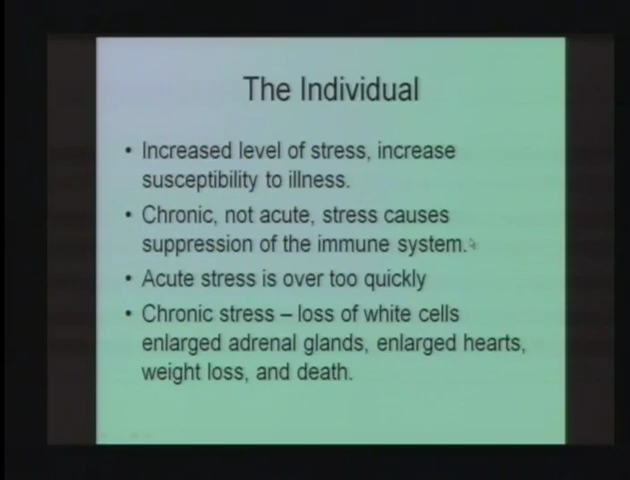 The Individual
• Increased level of stress, increase
susceptibility to illness.
• Chronic, not acute, stress causes
suppression of the immune system.
• Acute stress is over too quickly
• Chronic stress – loss of white cells
enlarged adrenal glands, enlarged hearts,
weight loss, and death.